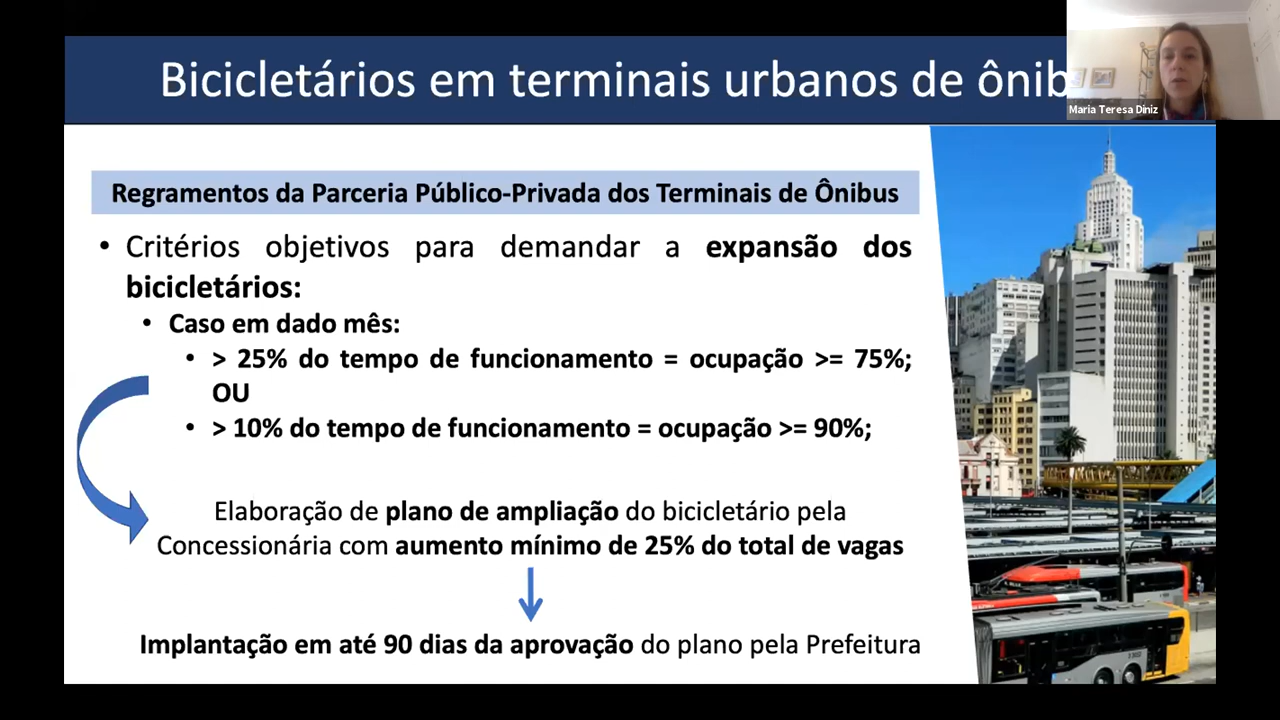 Bicicletários em terminais urbanos de ônib
Maria Teresa Diniz
Regramentos da Parceria Público-Privada dos Terminais de Ônibus
• Critérios objetivos para demandar a expansão dos
bicicletários:
• Caso em dado mês:
• > 25% do tempo de funcionamento = ocupação >= 75%;
OU
• > 10% do tempo de funcionamento = ocupação >= 90%;
Elaboração de plano de ampliação do bicicletário pela
Concessionária com aumento mínimo de 25% do total de vagas
Implantação em até 90 dias da aprovação do plano pela Prefeitura